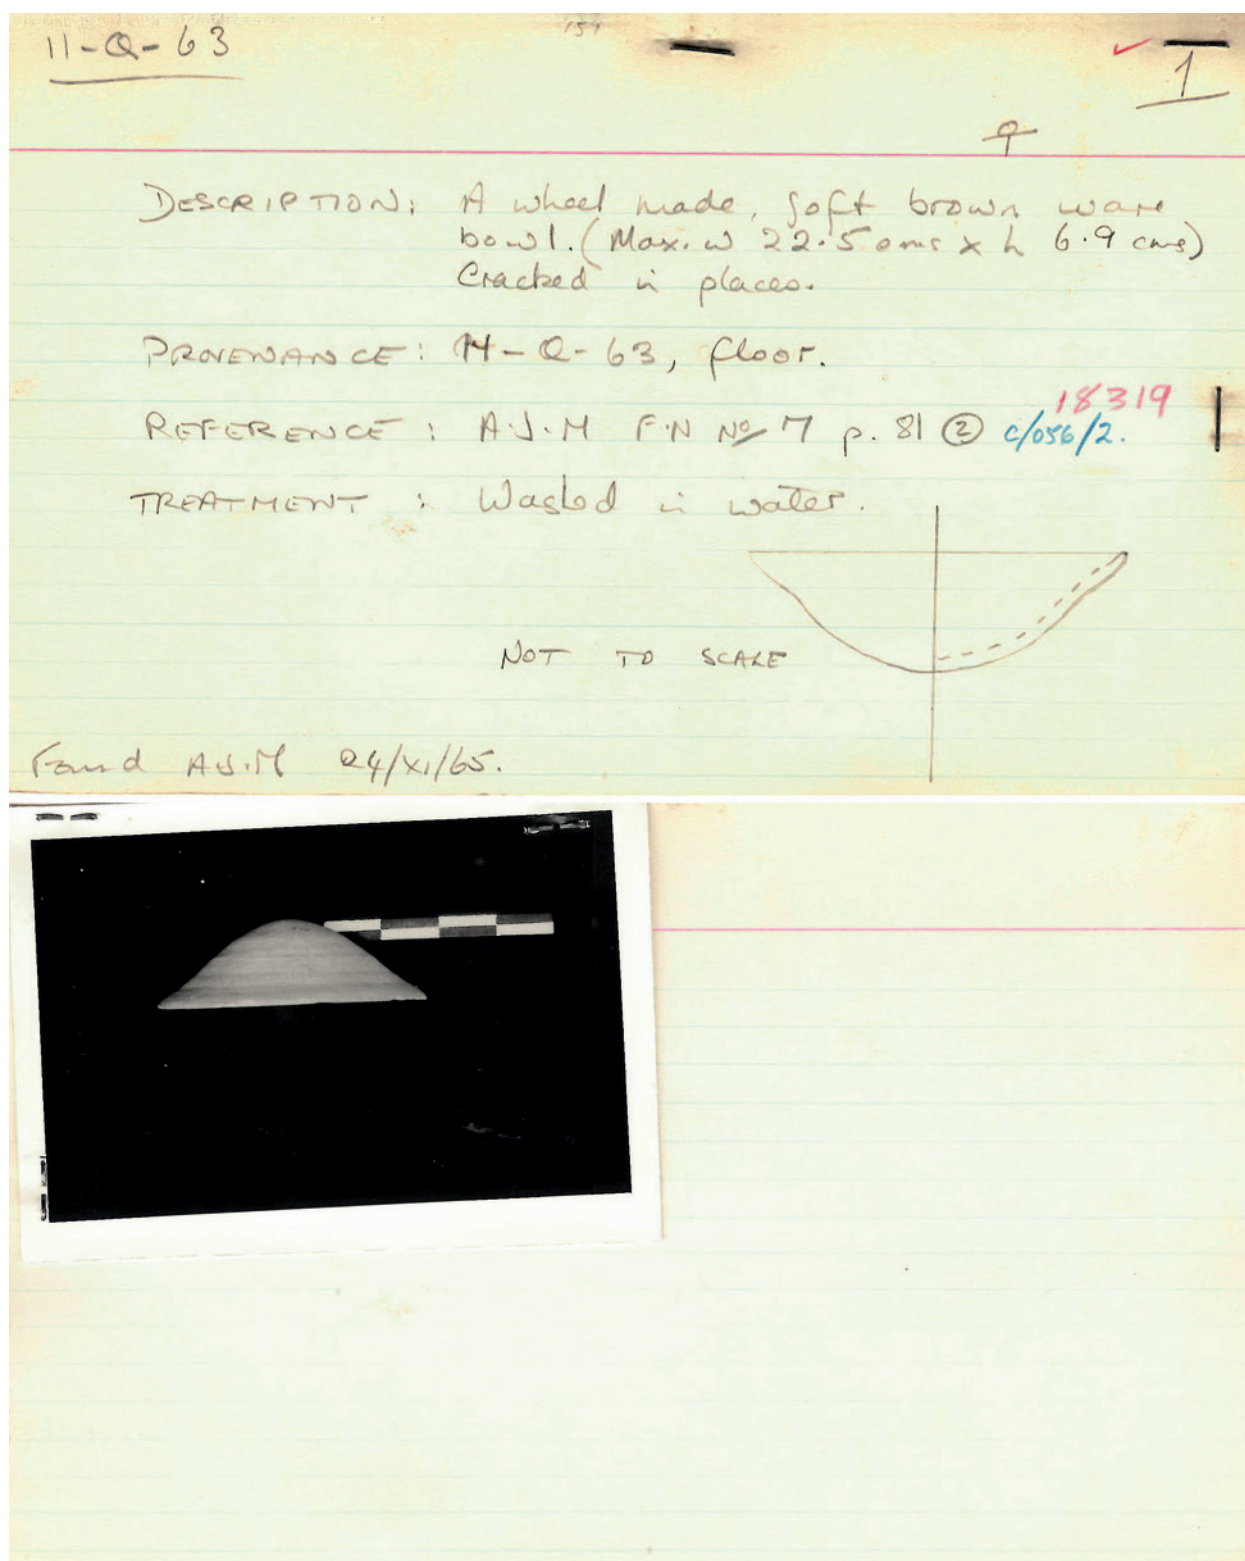 11-Q-63
154
1
DESCRIPTION: A wheel made, soft brown ware
bowl. (Max. w 22.5 cms x h 6.9 cms)
Cracked in places.
PROVENANCE: 11-Q-63, floor.
18319
REFERENCE: A.J.M F.N No 7 p. 81 ② c/056/2.
TREATMENT: Washed in water.
NOT TO SCALE
Found A.J.M 24/XI/65.